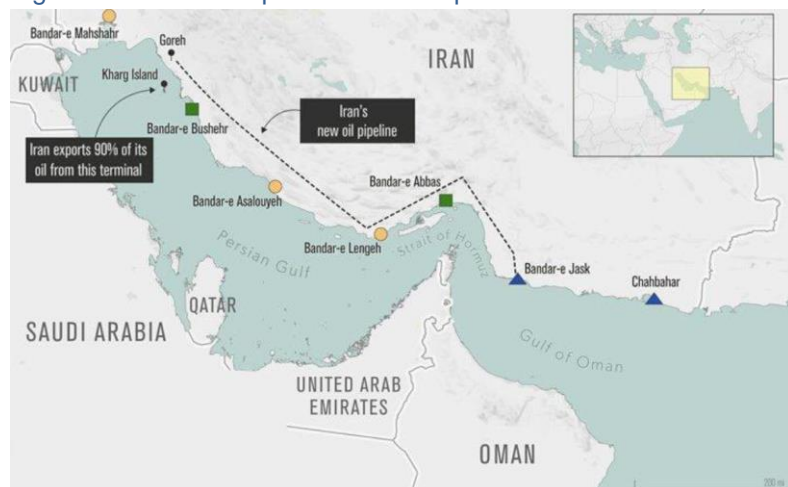 Bandar-e Mahshahr
Goreh
IRAN
KUWAIT
Kharg Island
Iran's
new oil pipeline
Bandar-e Bushehr
Iran exports 90% of its
oil from this terminal
Bandar-e Abbas
Bandar-e Asalouyeh
Persian Gulf
Bandar-e Lengeh
Strait of Hormuz
Bandar-e Jask
Chahbahar
QATAR
SAUDI ARABIA
Gulf of Oman
UNITED ARAB
EMIRATES
OMAN
200 mi